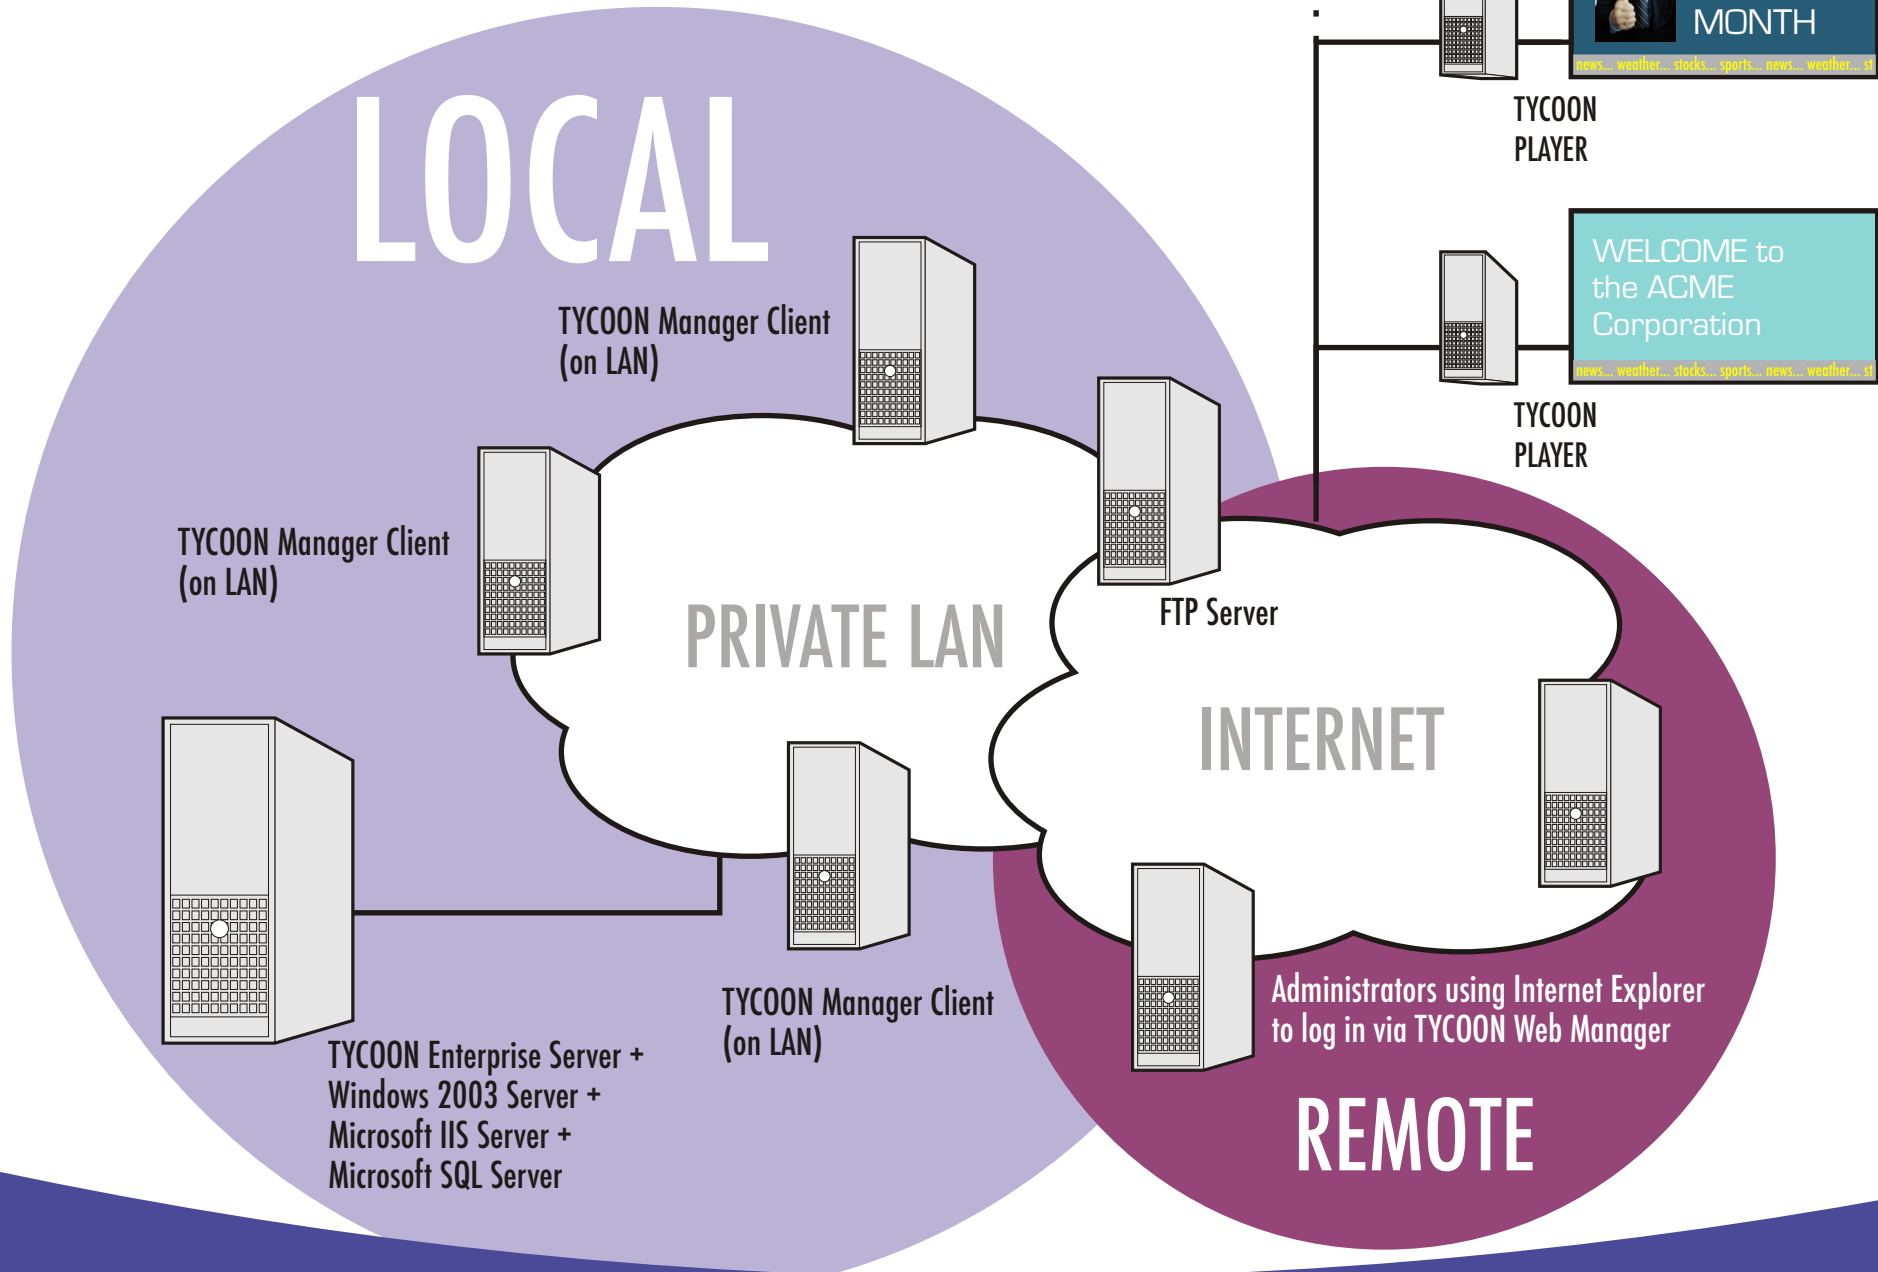 MONTH
news... weather... stocks... sports... news... weather... st
TYCOON
PLAYER
LOCAL
WELCOME to
the ACME
Corporation
news... weather... stocks... sports... news... weather... st
TYCOON
PLAYER
TYCOON Manager Client
(on LAN)
TYCOON Manager Client
(on LAN)
PRIVATE LAN
FTP Server
INTERNET
TYCOON Manager Client
(on LAN)
Administrators using Internet Explorer
to log in via TYCOON Web Manager
TYCOON Enterprise Server +
Windows 2003 Server +
Microsoft IIS Server +
Microsoft SQL Server
REMOTE